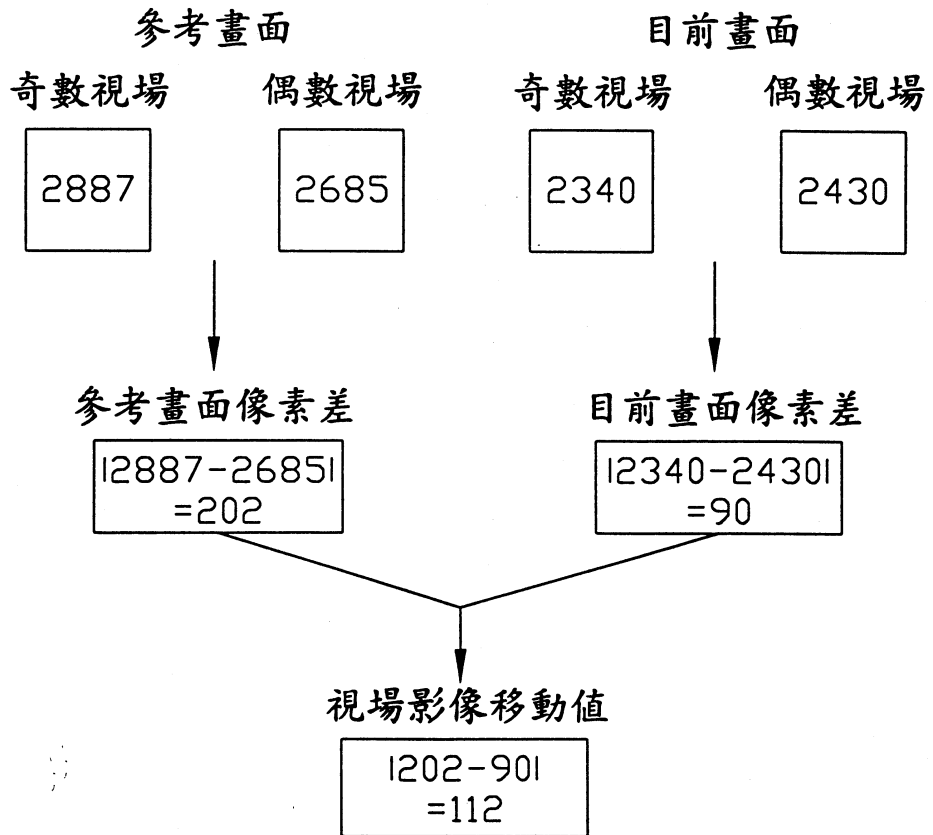 參考畫面
目前畫面
奇數視場
偶數視場
奇數視場
偶數視場
2887
2685
2340
2430
參考畫面像素差
目前畫面像素差
|2887-2685|
=202
|2340-2430|
=90
視場影像移動值
|202-90|
=112